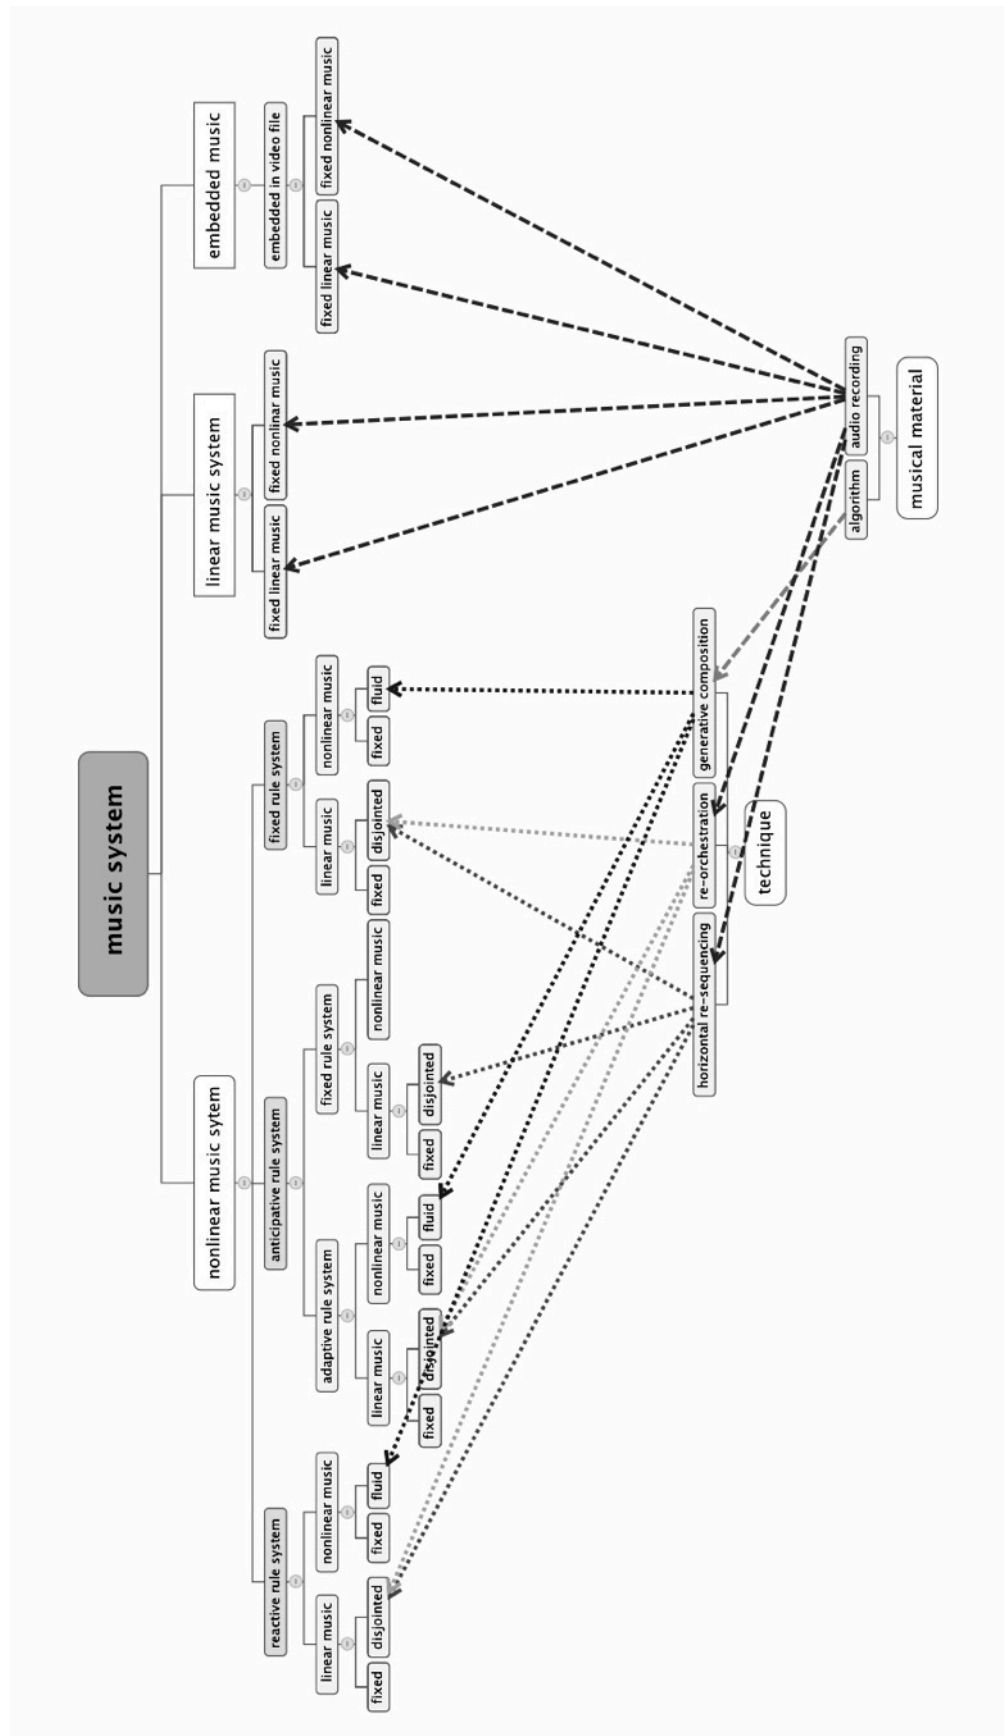 music system
nonlinear music sytem
linear music system
embedded music
reactive rule system
anticipative rule system
fixed rule system
fixed linear music
fixed nonlinar music
embedded in video file
linear music
nonlinear music
adaptive rule system
fixed rule system
linear music
nonlinear music
fixed linear music
fixed nonlinear music
fixed
disjointed
fixed
fluid
linear music
nonlinear music
linear music
nonlinear music
fixed
disjointed
fixed
fluid
fixed
disjointed
fixed
fluid
fixed
disjointed
horizontal re-sequencing
re-orchestration
generative composition
technique
algorithm
audio recording
musical material